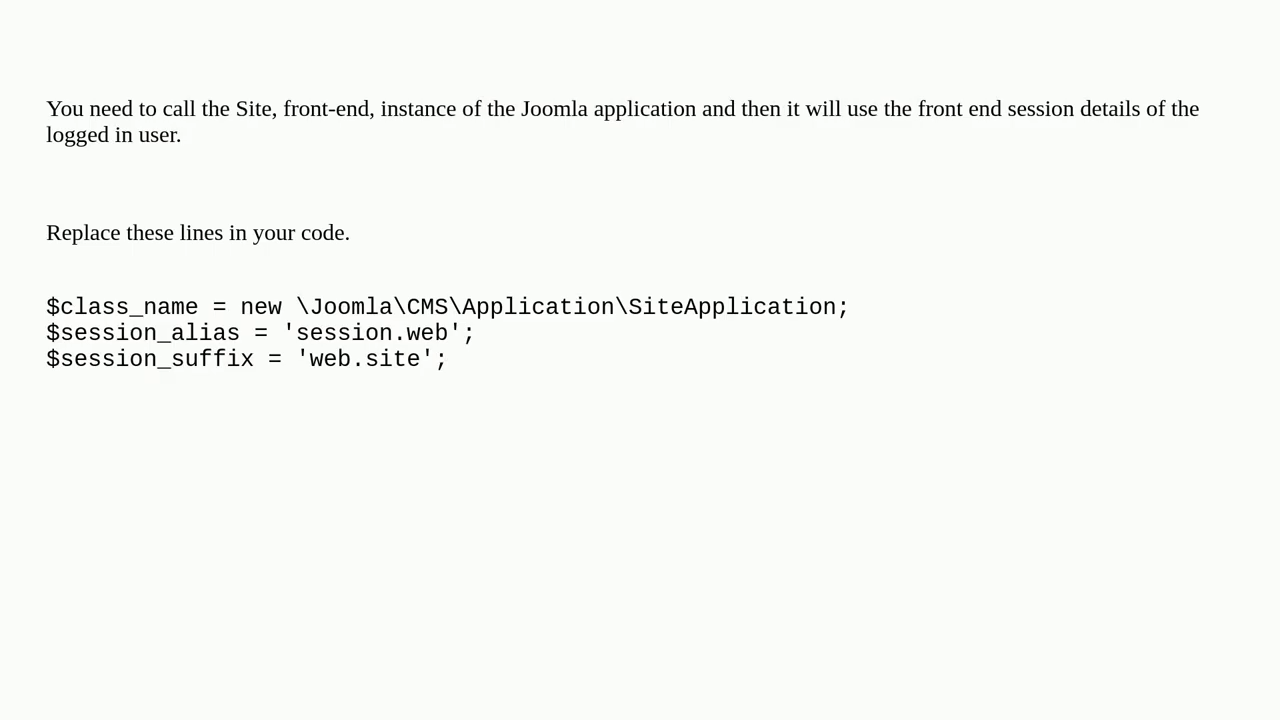 You need to call the Site, front-end, instance of the Joomla application and then it will use the front end session details of the
logged in user.
Replace these lines in your code.
$class_name = new \Joomla\CMS\Application\SiteApplication;
$session_alias = 'session.web';
$session_suffix = 'web.site';